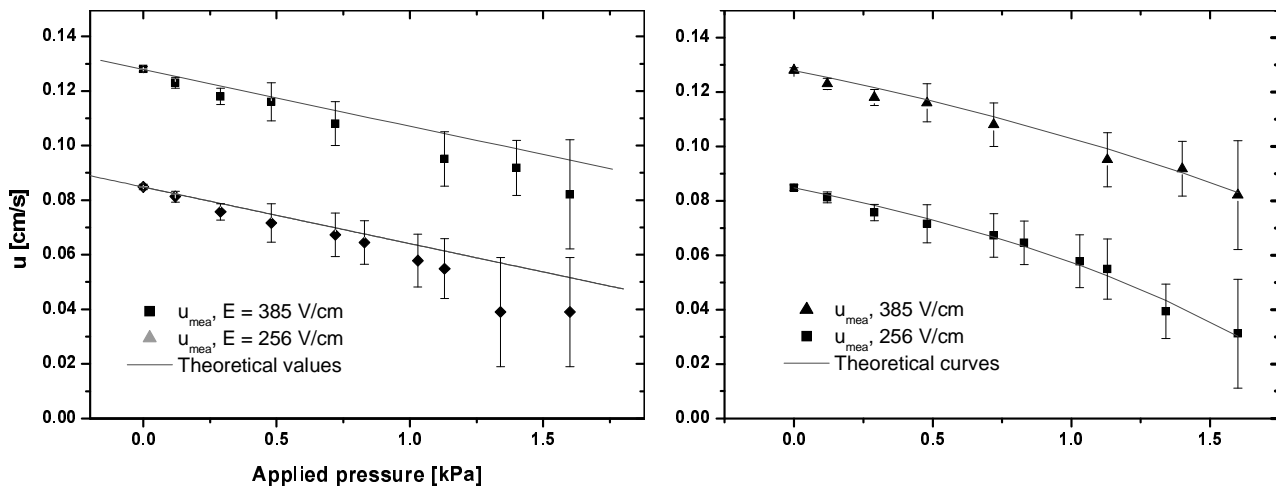 0.14
0.12
0.10
0.08
0.06
0.04
0.02
0.00
u [cm/s]
u_mea, E = 385 V/cm
u_mea, E = 256 V/cm
Theoretical values
0.0 0.5 1.0 1.5
Applied pressure [kPa]
0.14
0.12
0.10
0.08
0.06
0.04
0.02
0.00
u_mea, 385 V/cm
u_mea, 256 V/cm
Theoretical curves
0.0 0.5 1.0 1.5